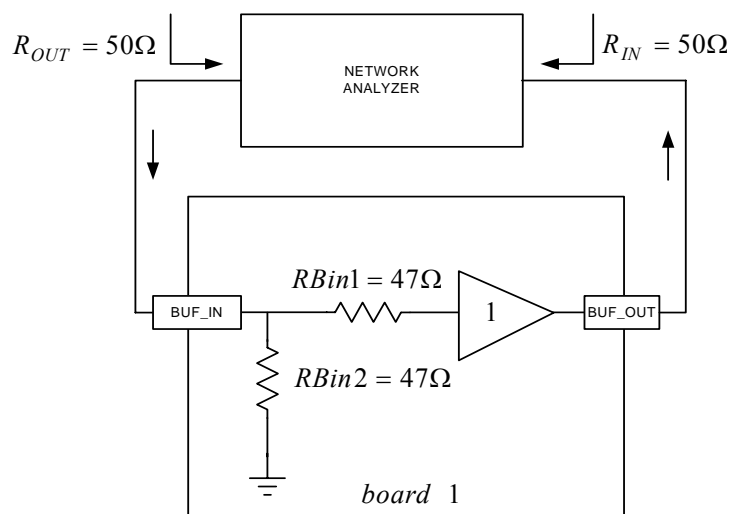 R_OUT = 50Ω
NETWORK
ANALYZER
R_IN = 50Ω
RBin1 = 47Ω
BUF_IN
1
BUF_OUT
RBin2 = 47Ω
board 1